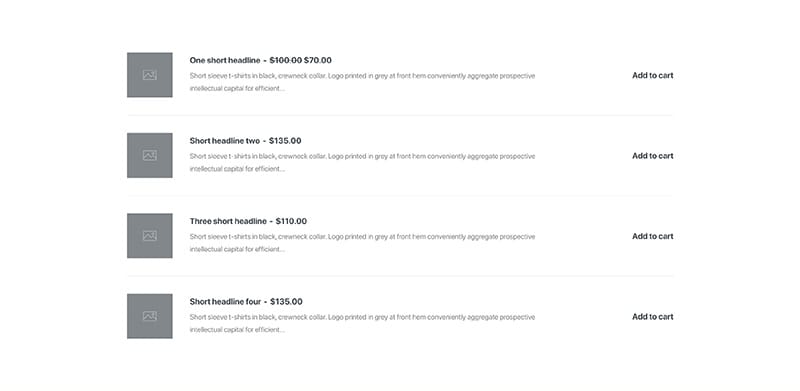 One short headline - $100.00 $70.00
Short sleeve t-shirts in black, crewneck collar. Logo printed in grey at front hem conveniently aggregate prospective
intellectual capital for efficient...
Add to cart
Short headline two - $135.00
Short sleeve t-shirts in black, crewneck collar. Logo printed in grey at front hem conveniently aggregate prospective
intellectual capital for efficient...
Add to cart
Three short headline - $110.00
Short sleeve t-shirts in black, crewneck collar. Logo printed in grey at front hem conveniently aggregate prospective
intellectual capital for efficient...
Add to cart
Short headline four - $135.00
Short sleeve t-shirts in black, crewneck collar. Logo printed in grey at front hem conveniently aggregate prospective
intellectual capital for efficient...
Add to cart